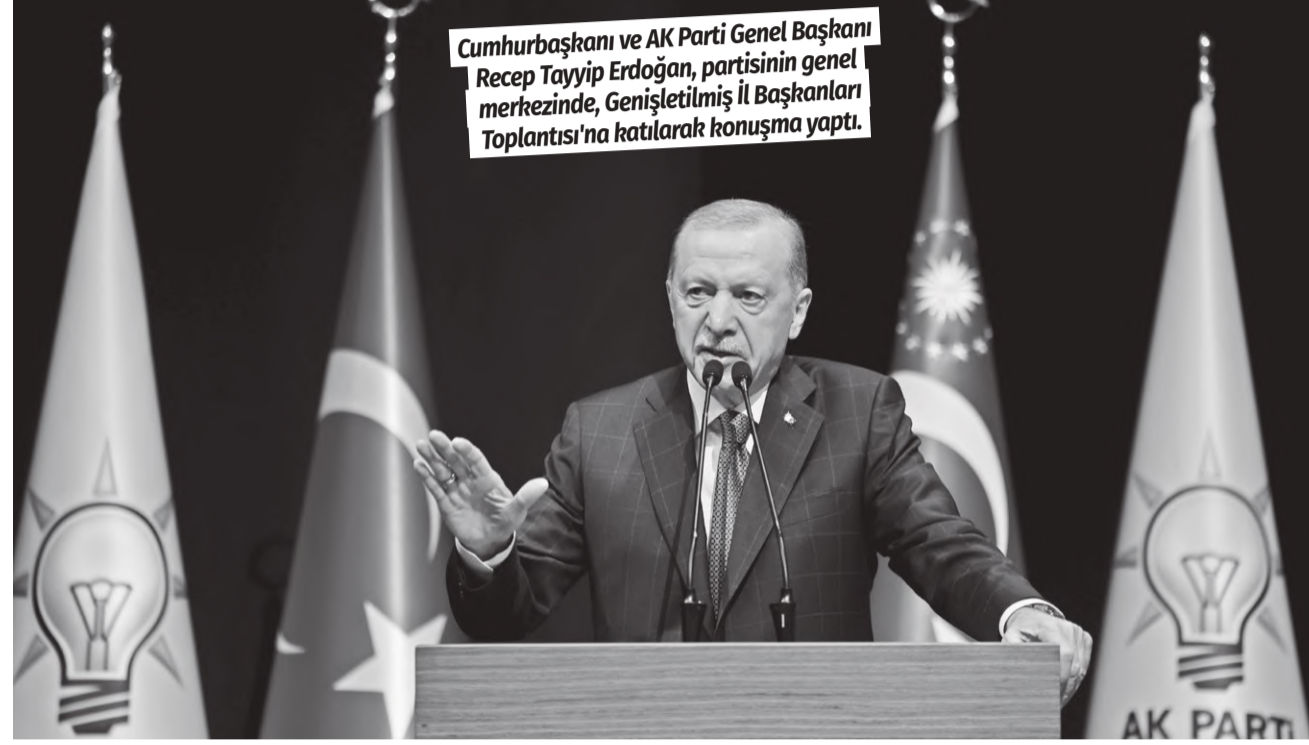 Cumhurbaşkanı ve AK Parti Genel Başkanı
Recep Tayyip Erdoğan, partisinin genel
merkezinde, Genişletilmiş İl Başkanları
Toplantısı'na katılarak konuşma yaptı.
AK PARTİ